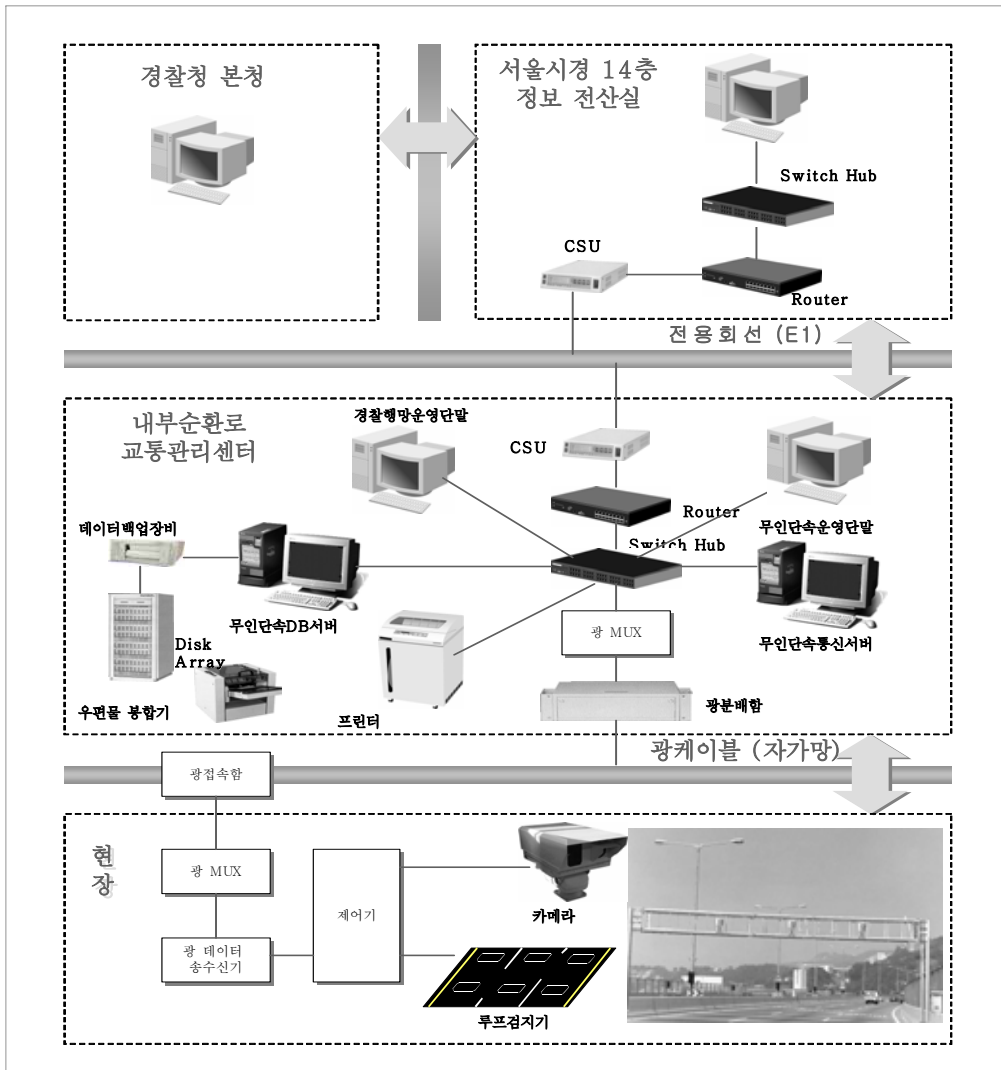 경찰청 본청
서울시경 14층
정보 전산실
Switch Hub
CSU
Router
전용회선 (E1)
내부순환로
교통관리센터
경찰행망운영단말
CSU
Router
Switch Hub
무인단속운영단말
데이터백업장비
무인단속DB서버
광 MUX
무인단속통신서버
Disk
Array
우편물 봉합기
프린터
광분배함
광케이블 (자가망)
광접속함
현
장
광 MUX
제어기
카메라
광 데이터
송수신기
루프검지기